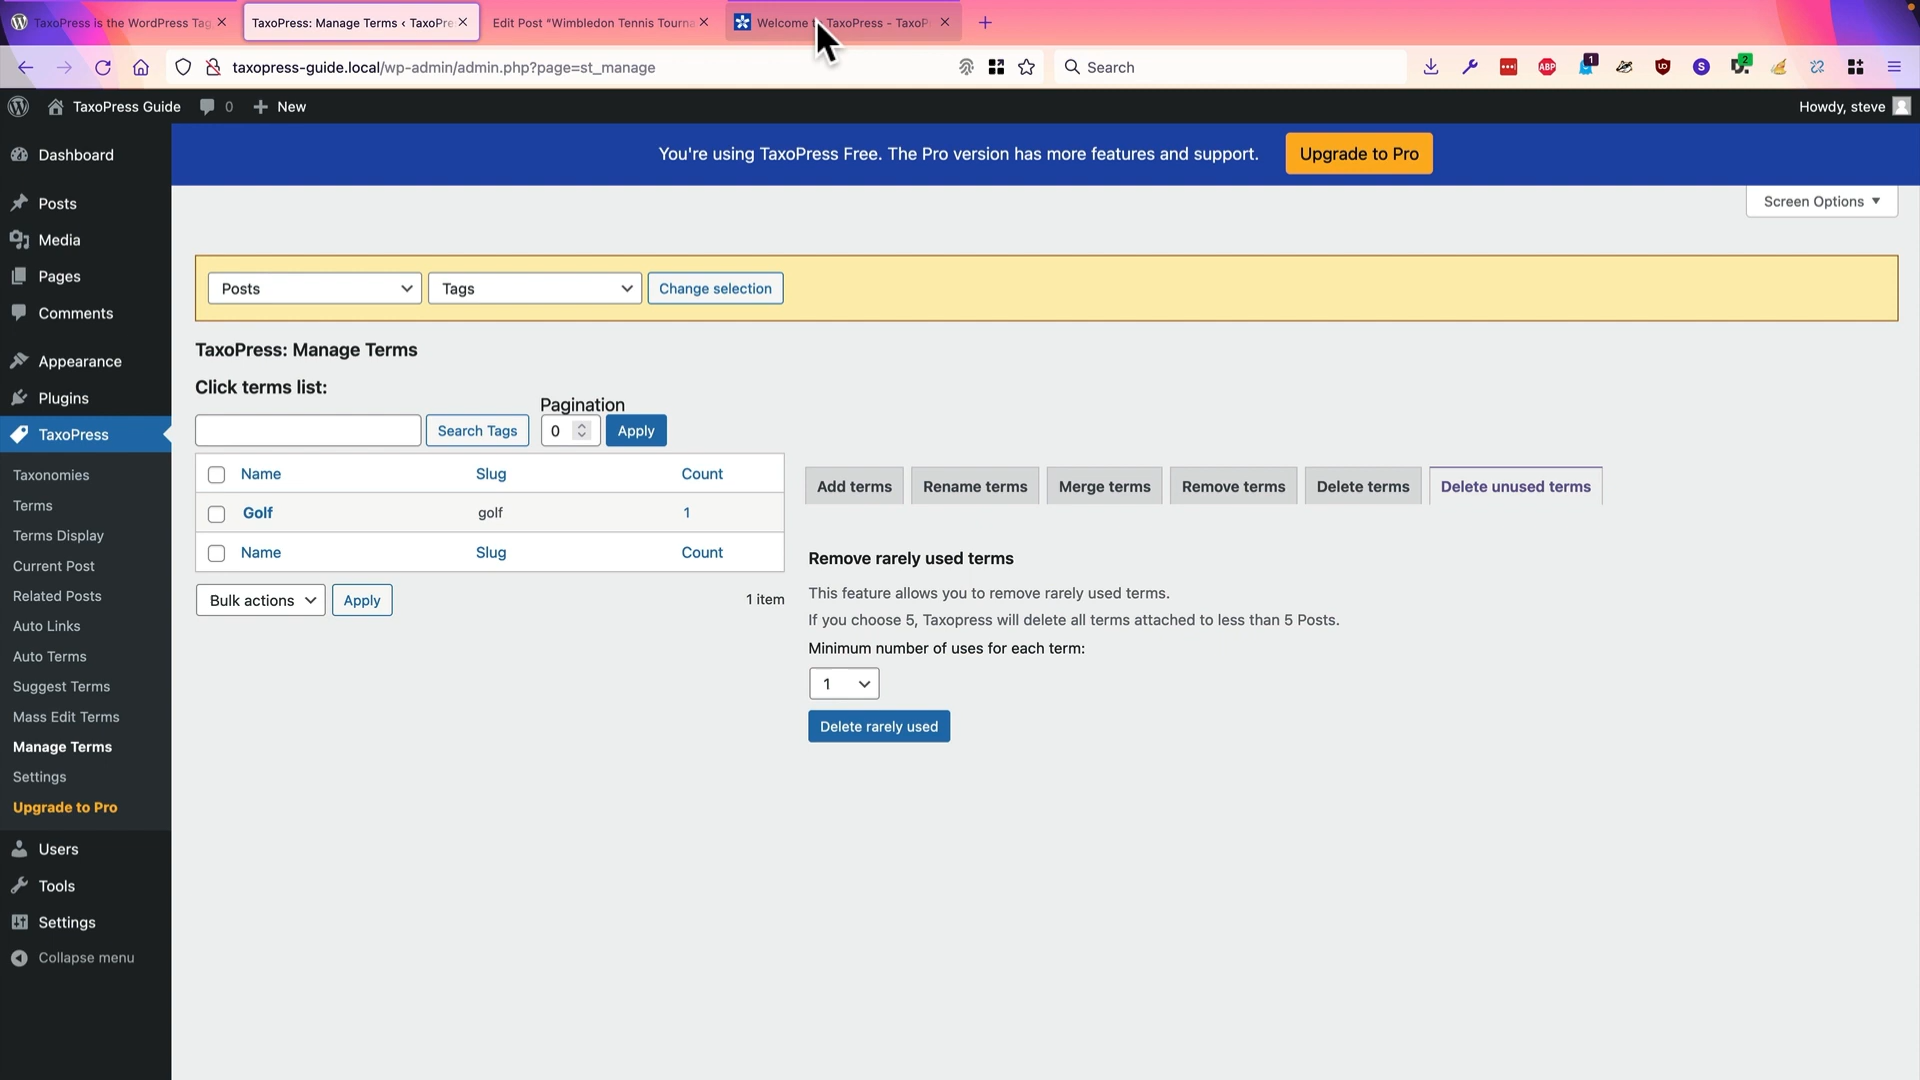 TaxoPress is the WordPress Tag
TaxoPress: Manage Terms ‹ TaxoPre
Edit Post "Wimbledon Tennis Tourna
Welcome TaxoPress - TaxoP
taxopress-guide.local/wp-admin/admin.php?page=st_manage
Search
ABP
1
S
2
TaxoPress Guide
0
New
Howdy, steve
Dashboard
Posts
Media
Pages
Comments
Appearance
Plugins
TaxoPress
Taxonomies
Terms
Terms Display
Current Post
Related Posts
Auto Links
Auto Terms
Suggest Terms
Mass Edit Terms
Manage Terms
Settings
Upgrade to Pro
Users
Tools
Settings
Collapse menu
You're using TaxoPress Free. The Pro version has more features and support.
Upgrade to Pro
Screen Options
Posts
Tags
Change selection
TaxoPress: Manage Terms
Click terms list:
Search Tags
Pagination
0
Apply
Name Slug Count
Golf golf 1
Name Slug Count
Bulk actions
Apply
1 item
Add terms
Rename terms
Merge terms
Remove terms
Delete terms
Delete unused terms
Remove rarely used terms
This feature allows you to remove rarely used terms.
If you choose 5, Taxopress will delete all terms attached to less than 5 Posts.
Minimum number of uses for each term:
1
Delete rarely used